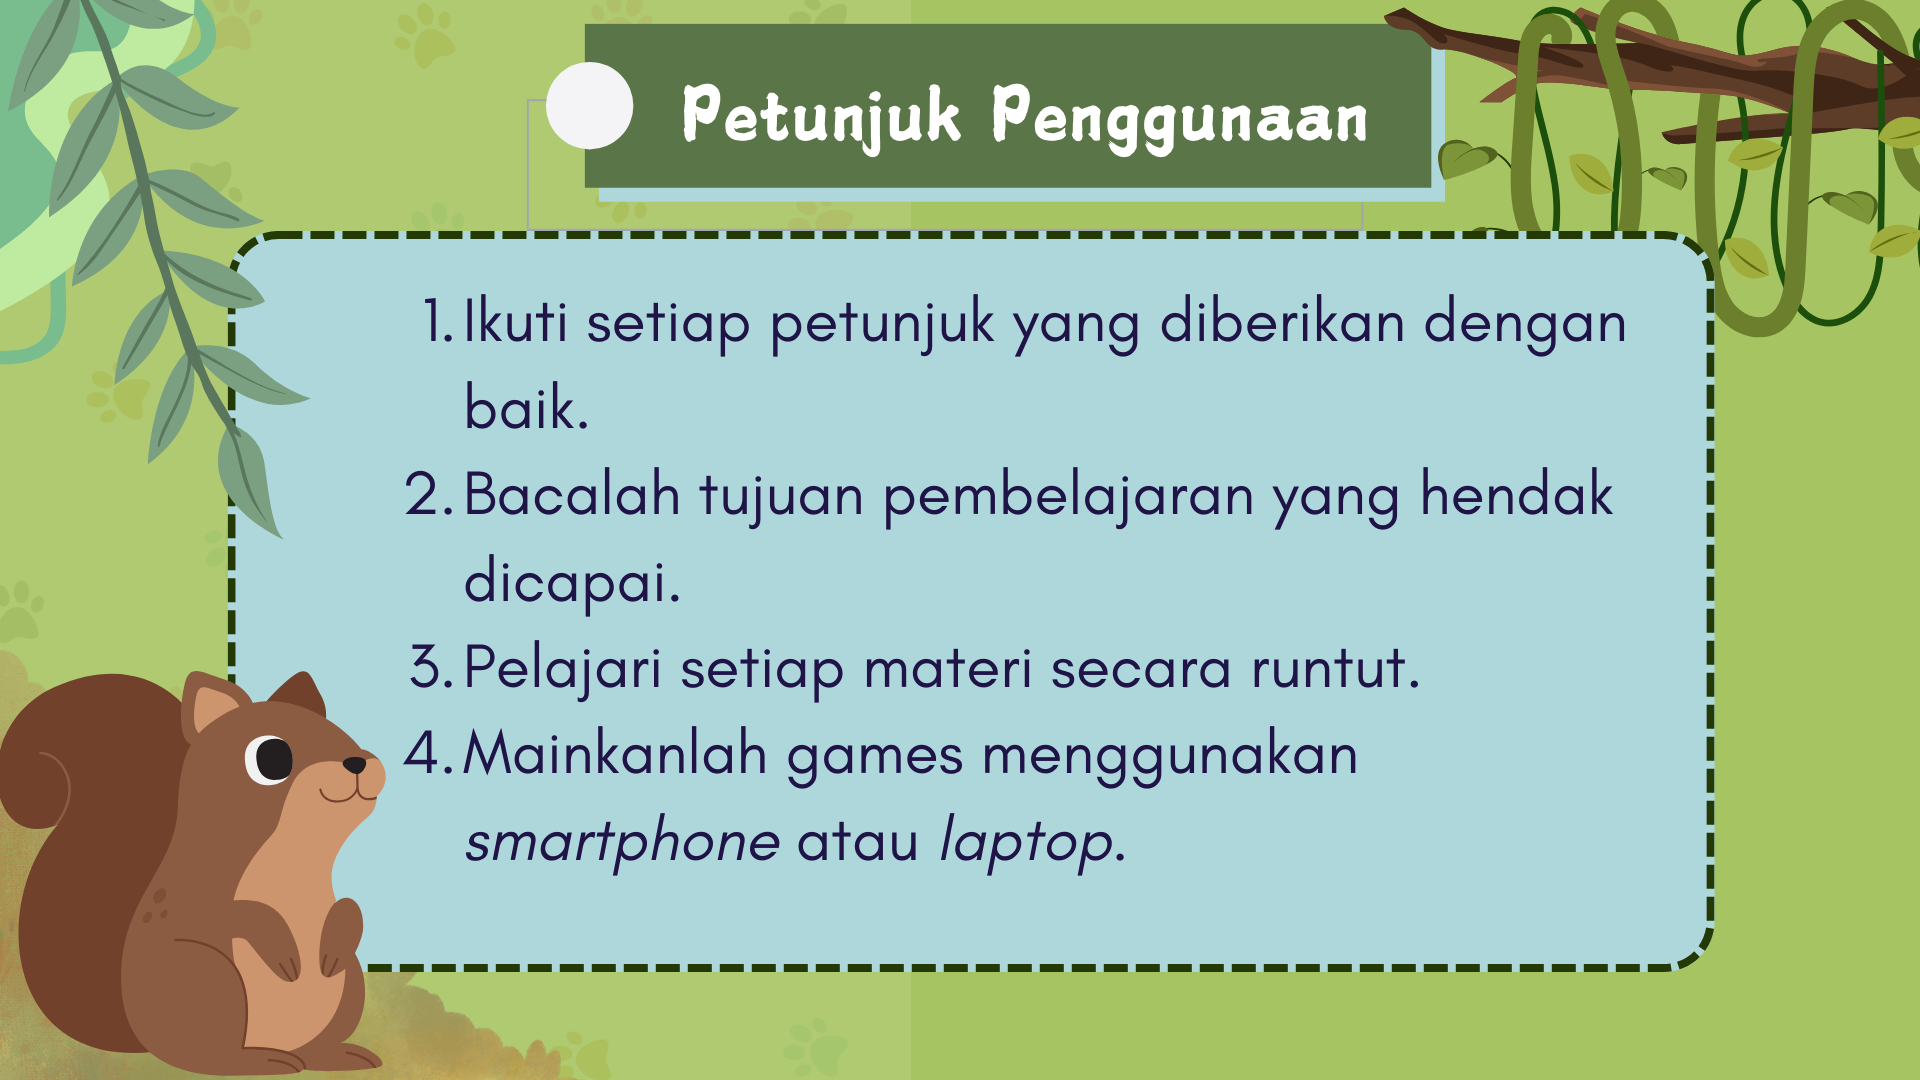 Petunjuk Penggunaan
1. Ikuti setiap petunjuk yang diberikan dengan
baik.
2. Bacalah tujuan pembelajaran yang hendak
dicapai.
3. Pelajari setiap materi secara runtut.
4. Mainkanlah games menggunakan
smartphone atau laptop.